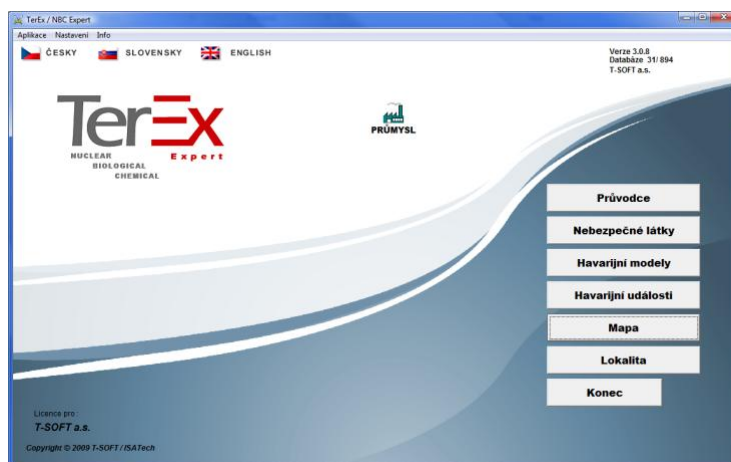 TerEx / NBC Expert
Aplikace Nastavení Info
ČESKY SLOVENSKY ENGLISH
Verze 3.0.8
Databáze 31/ 894
T-SOFT a.s.
TerEx
Expert
NUCLEAR
BIOLOGICAL
CHEMICAL
PRŮMYSL
Průvodce
Nebezpečné látky
Havarijní modely
Havarijní události
Mapa
Lokalita
Konec
Licence pro :
T-SOFT a.s.
Copyright © 2009 T-SOFT / ISATech